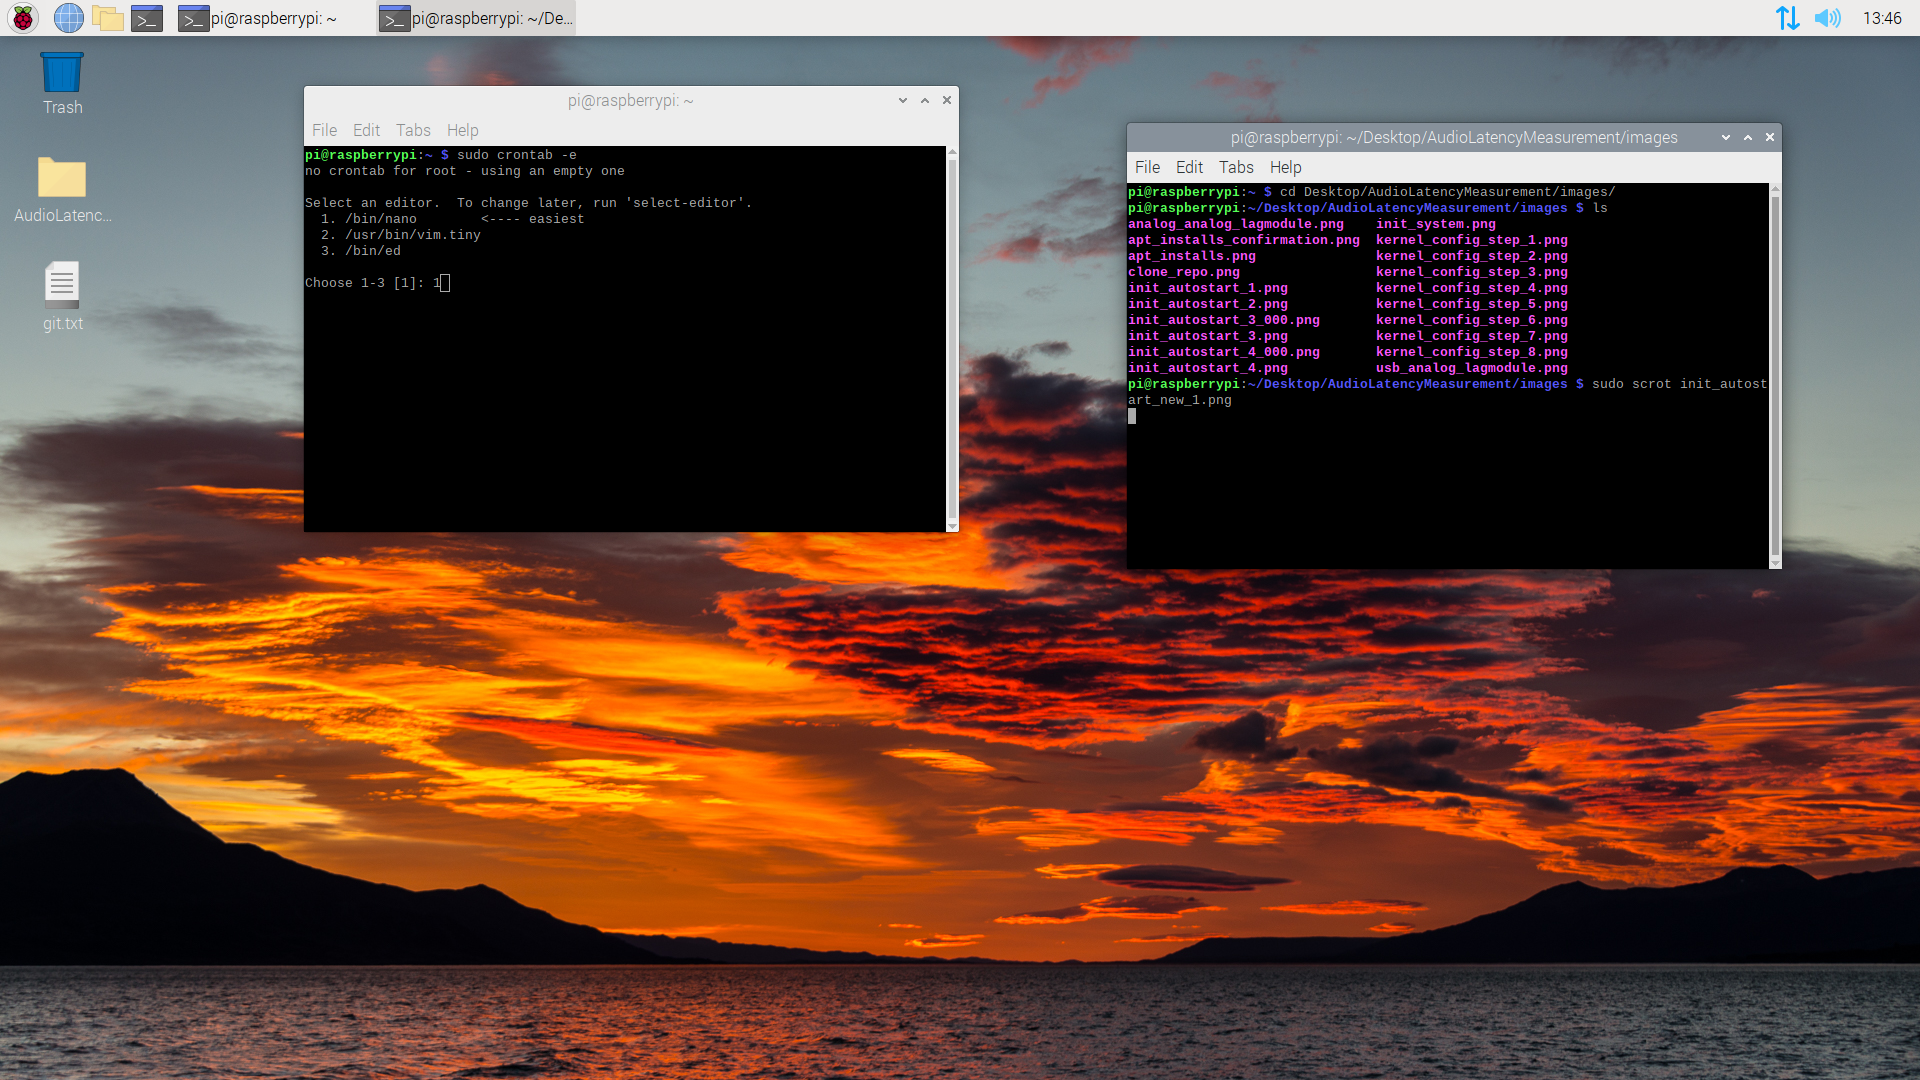 pi@raspberrypi: ~
pi@raspberrypi: ~/De...
13:46
Trash
AudioLatenc...
git.txt
pi@raspberrypi: ~
File Edit Tabs Help
pi@raspberrypi:~ $ sudo crontab -e
no crontab for root - using an empty one
Select an editor.  To change later, run 'select-editor'.
  1. /bin/nano        <---- easiest
  2. /usr/bin/vim.tiny
  3. /bin/ed
Choose 1-3 [1]: 1
pi@raspberrypi: ~/Desktop/AudioLatencyMeasurement/images
File Edit Tabs Help
pi@raspberrypi:~ $ cd Desktop/AudioLatencyMeasurement/images/
pi@raspberrypi:~/Desktop/AudioLatencyMeasurement/images $ ls
analog_analog_lagmodule.png    init_system.png
apt_installs_confirmation.png  kernel_config_step_1.png
apt_installs.png               kernel_config_step_2.png
clone_repo.png                 kernel_config_step_3.png
init_autostart_1.png           kernel_config_step_4.png
init_autostart_2.png           kernel_config_step_5.png
init_autostart_3_000.png       kernel_config_step_6.png
init_autostart_3.png           kernel_config_step_7.png
init_autostart_4_000.png       kernel_config_step_8.png
init_autostart_4.png           usb_analog_lagmodule.png
pi@raspberrypi:~/Desktop/AudioLatencyMeasurement/images $ sudo scrot init_autost
art_new_1.png